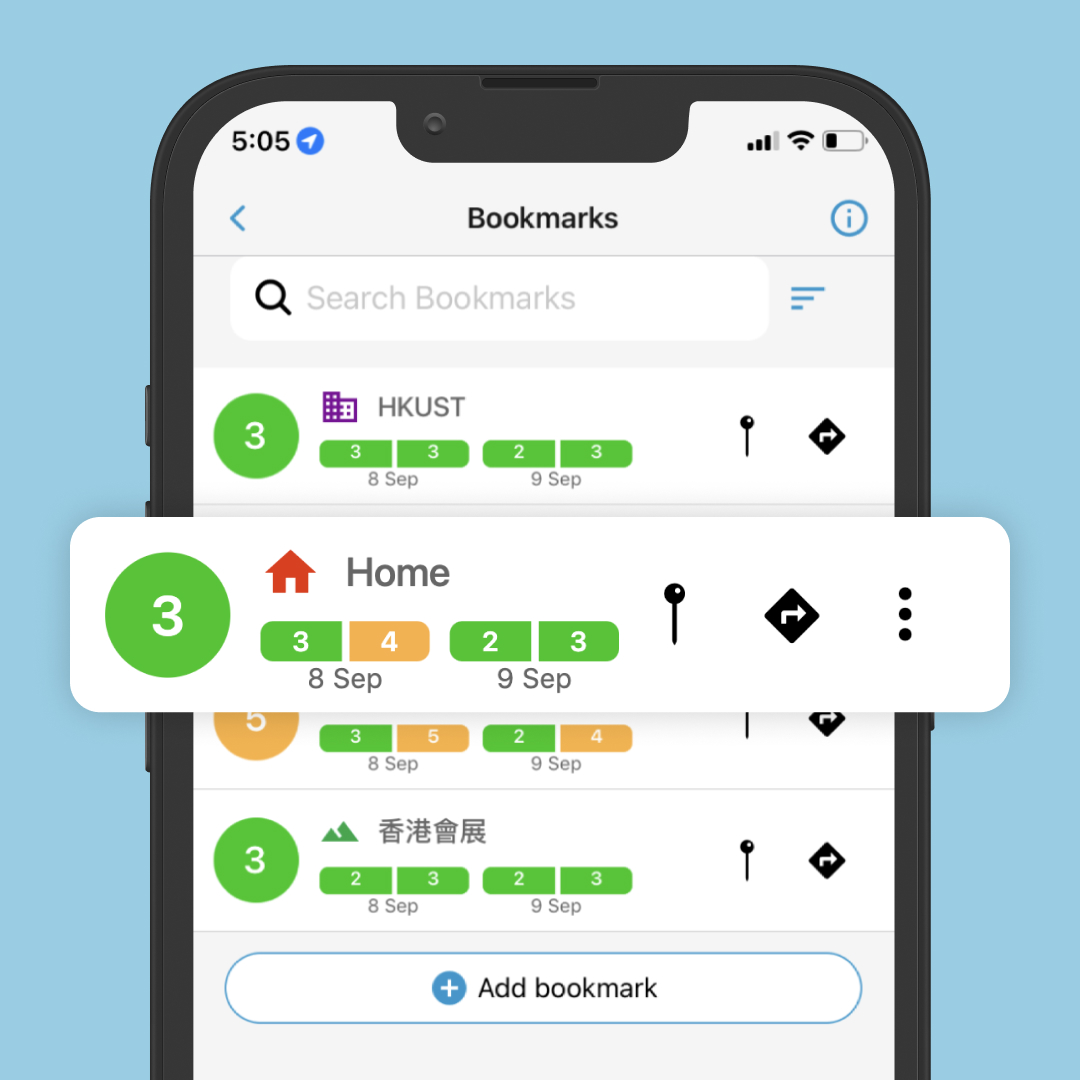 5:05
Bookmarks
Search Bookmarks
3
HKUST
3 3 2 3
8 Sep 9 Sep
3
Home
3 4 2 3
8 Sep 9 Sep
5
3 5 2 4
8 Sep 9 Sep
3
香港會展
2 3 2 3
8 Sep 9 Sep
Add bookmark